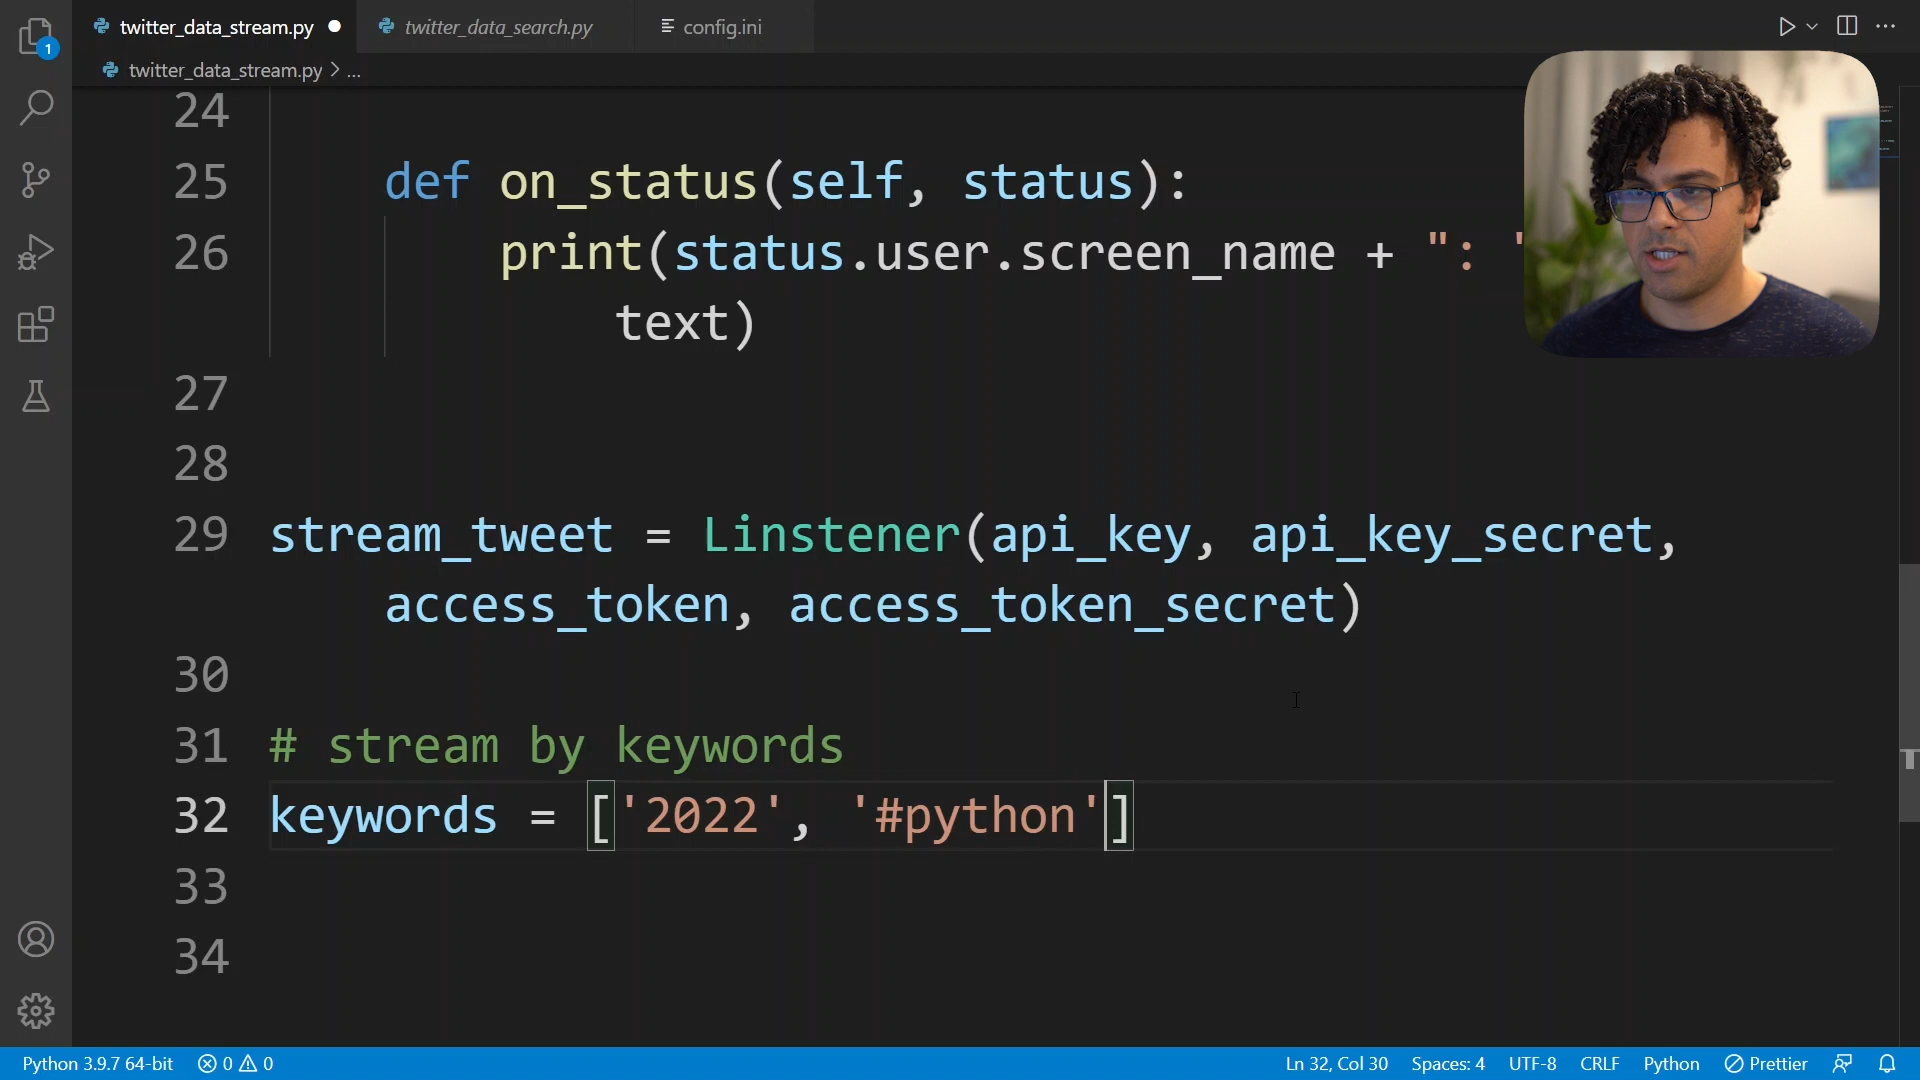 1
twitter_data_stream.py
twitter_data_search.py
config.ini
twitter_data_stream.py > ...
24
25 def on_status(self, status):
26 print(status.user.screen_name + ": "
text)
27
28
29 stream_tweet = Linstener(api_key, api_key_secret,
access_token, access_token_secret)
30
31 # stream by keywords
32 keywords = ['2022', '#python']
33
34
Python 3.9.7 64-bit 0 0 Ln 32, Col 30 Spaces: 4 UTF-8 CRLF Python Prettier